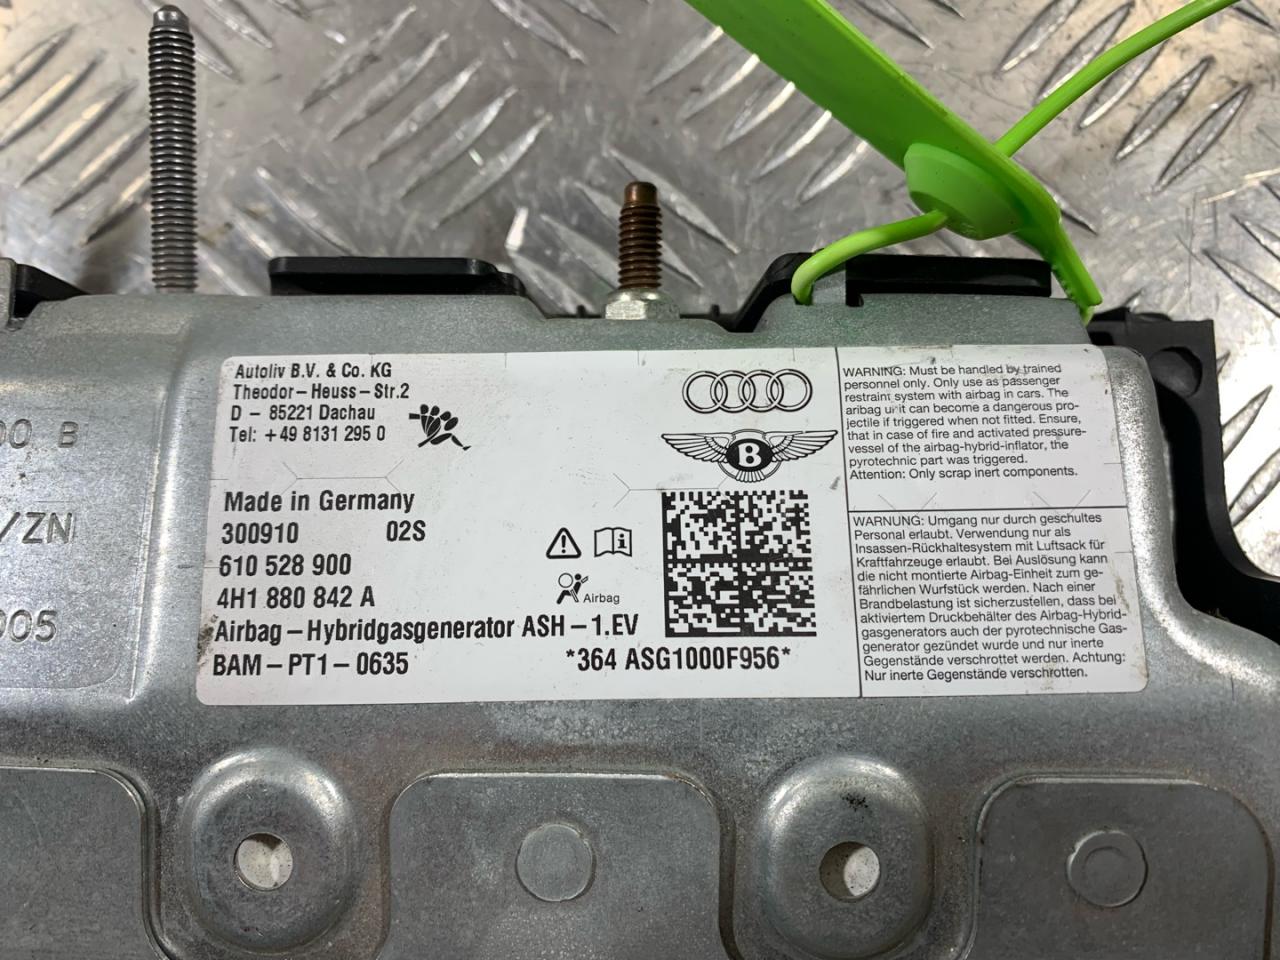 00 B
/ZN
005
Autoliv B.V. & Co. KG
Theodor-Heuss-Str.2
D - 85221 Dachau
Tel: +49 8131 295 0
Made in Germany
300910 02S
610 528 900
4H1 880 842 A
Airbag-Hybridgasgenerator ASH-1.EV
BAM-PT1-0635
*364 ASG1000F956*
B
i
Airbag
WARNING: Must be handled by trained
personnel only. Only use as passenger
restraint system with airbag in cars. The
airbag unit can become a dangerous pro-
jectile if triggered when not fitted. Ensure,
that in case of fire and activated pressure-
vessel of the airbag-hybrid-inflator, the
pyrotechnic part was triggered.
Attention: Only scrap inert components.
WARNUNG: Umgang nur durch geschultes
Personal erlaubt. Verwendung nur als
Insassen-Rückhaltesystem mit Luftsack für
Kraftfahrzeuge erlaubt. Bei Auslösung kann
die nicht montierte Airbag-Einheit zum ge-
fährlichen Wurfstück werden. Nach einer
Brandbelastung ist sicherzustellen, dass bei
aktiviertem Druckbehälter des Airbag-Hybrid-
gasgenerators auch der pyrotechnische Gas-
generator gezündet wurde und nur inerte
Gegenstände verschrottet werden. Achtung:
Nur inerte Gegenstände verschrotten.